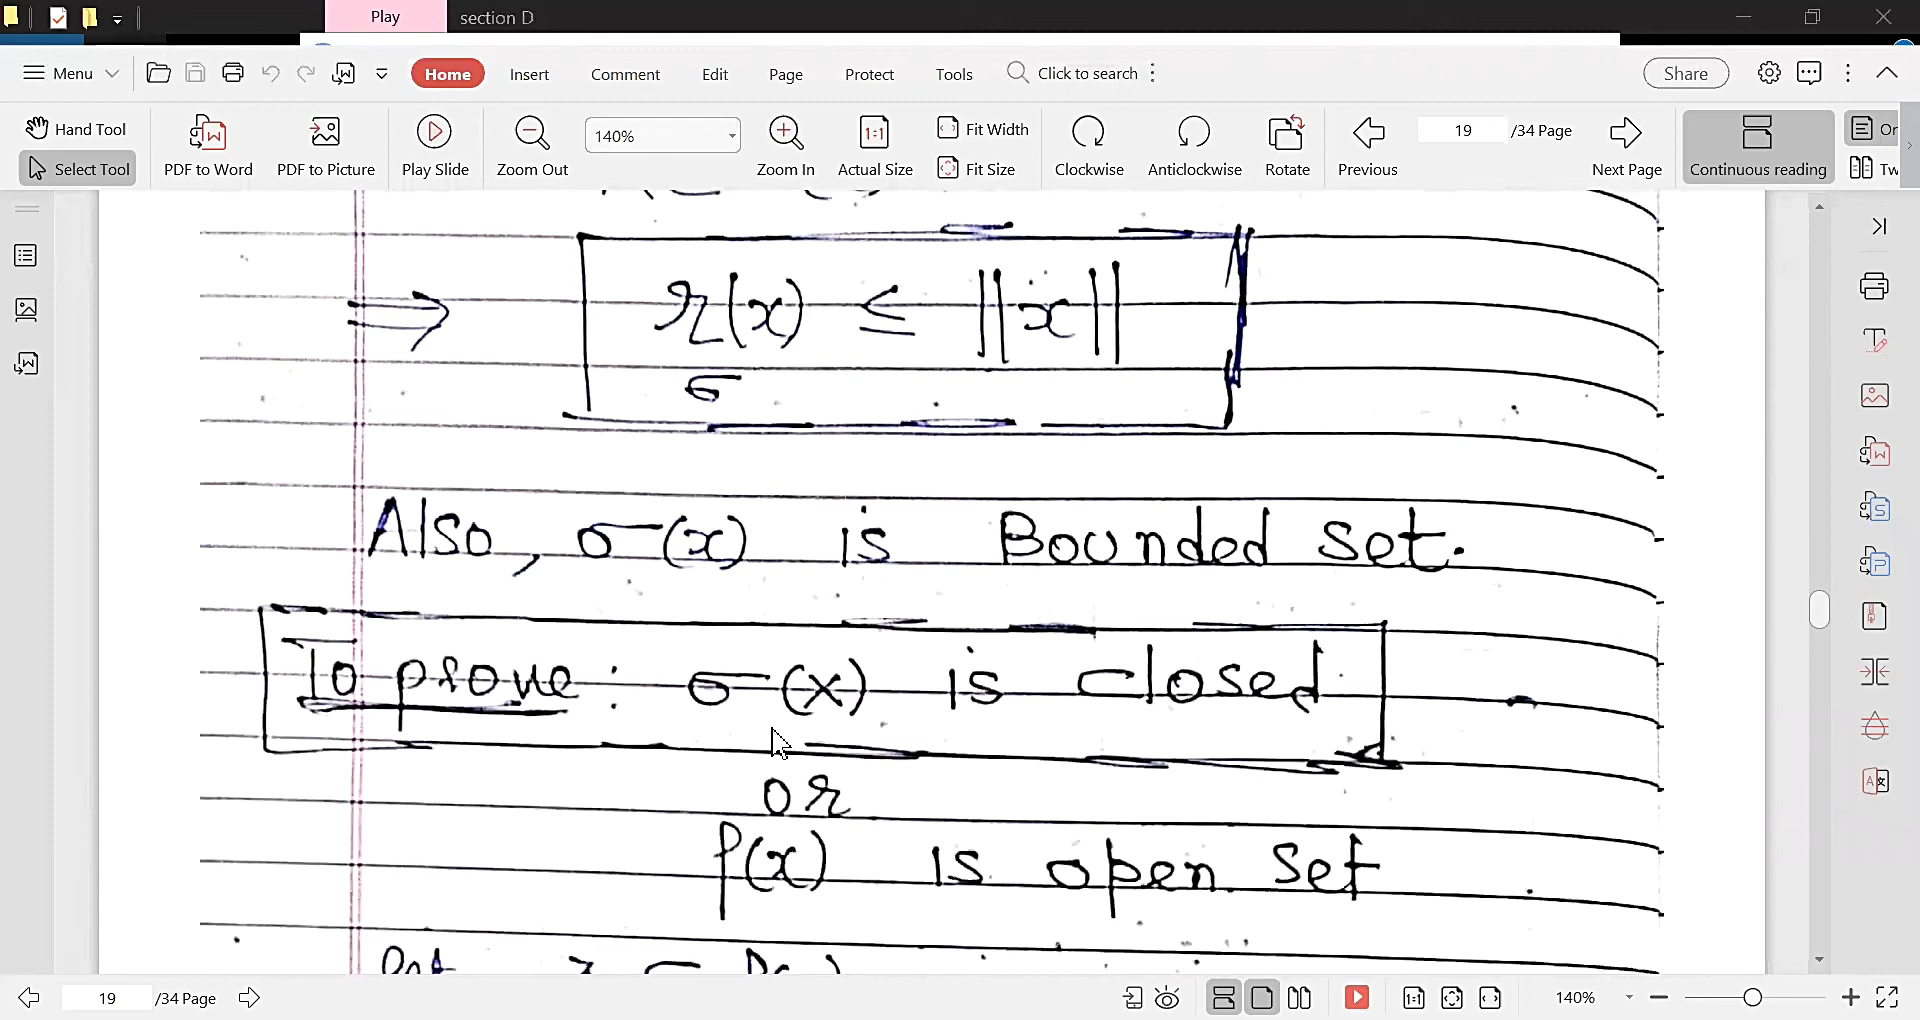 Play section D
Menu Home Insert Comment Edit Page Protect Tools Click to search Share
Hand Tool
Select Tool
PDF to Word PDF to Picture Play Slide Zoom Out
140%
Zoom In Actual Size
Fit Width
Fit Size
Clockwise Anticlockwise Rotate Previous
19 /34 Page
Next Page Continuous reading
Or
Tw
⇒ r(x) ≤ ||x||
σ
Also, σ(x) is Bounded set.
To prove: σ(x) is closed
or
ρ(x) is open set
19 /34 Page
140%